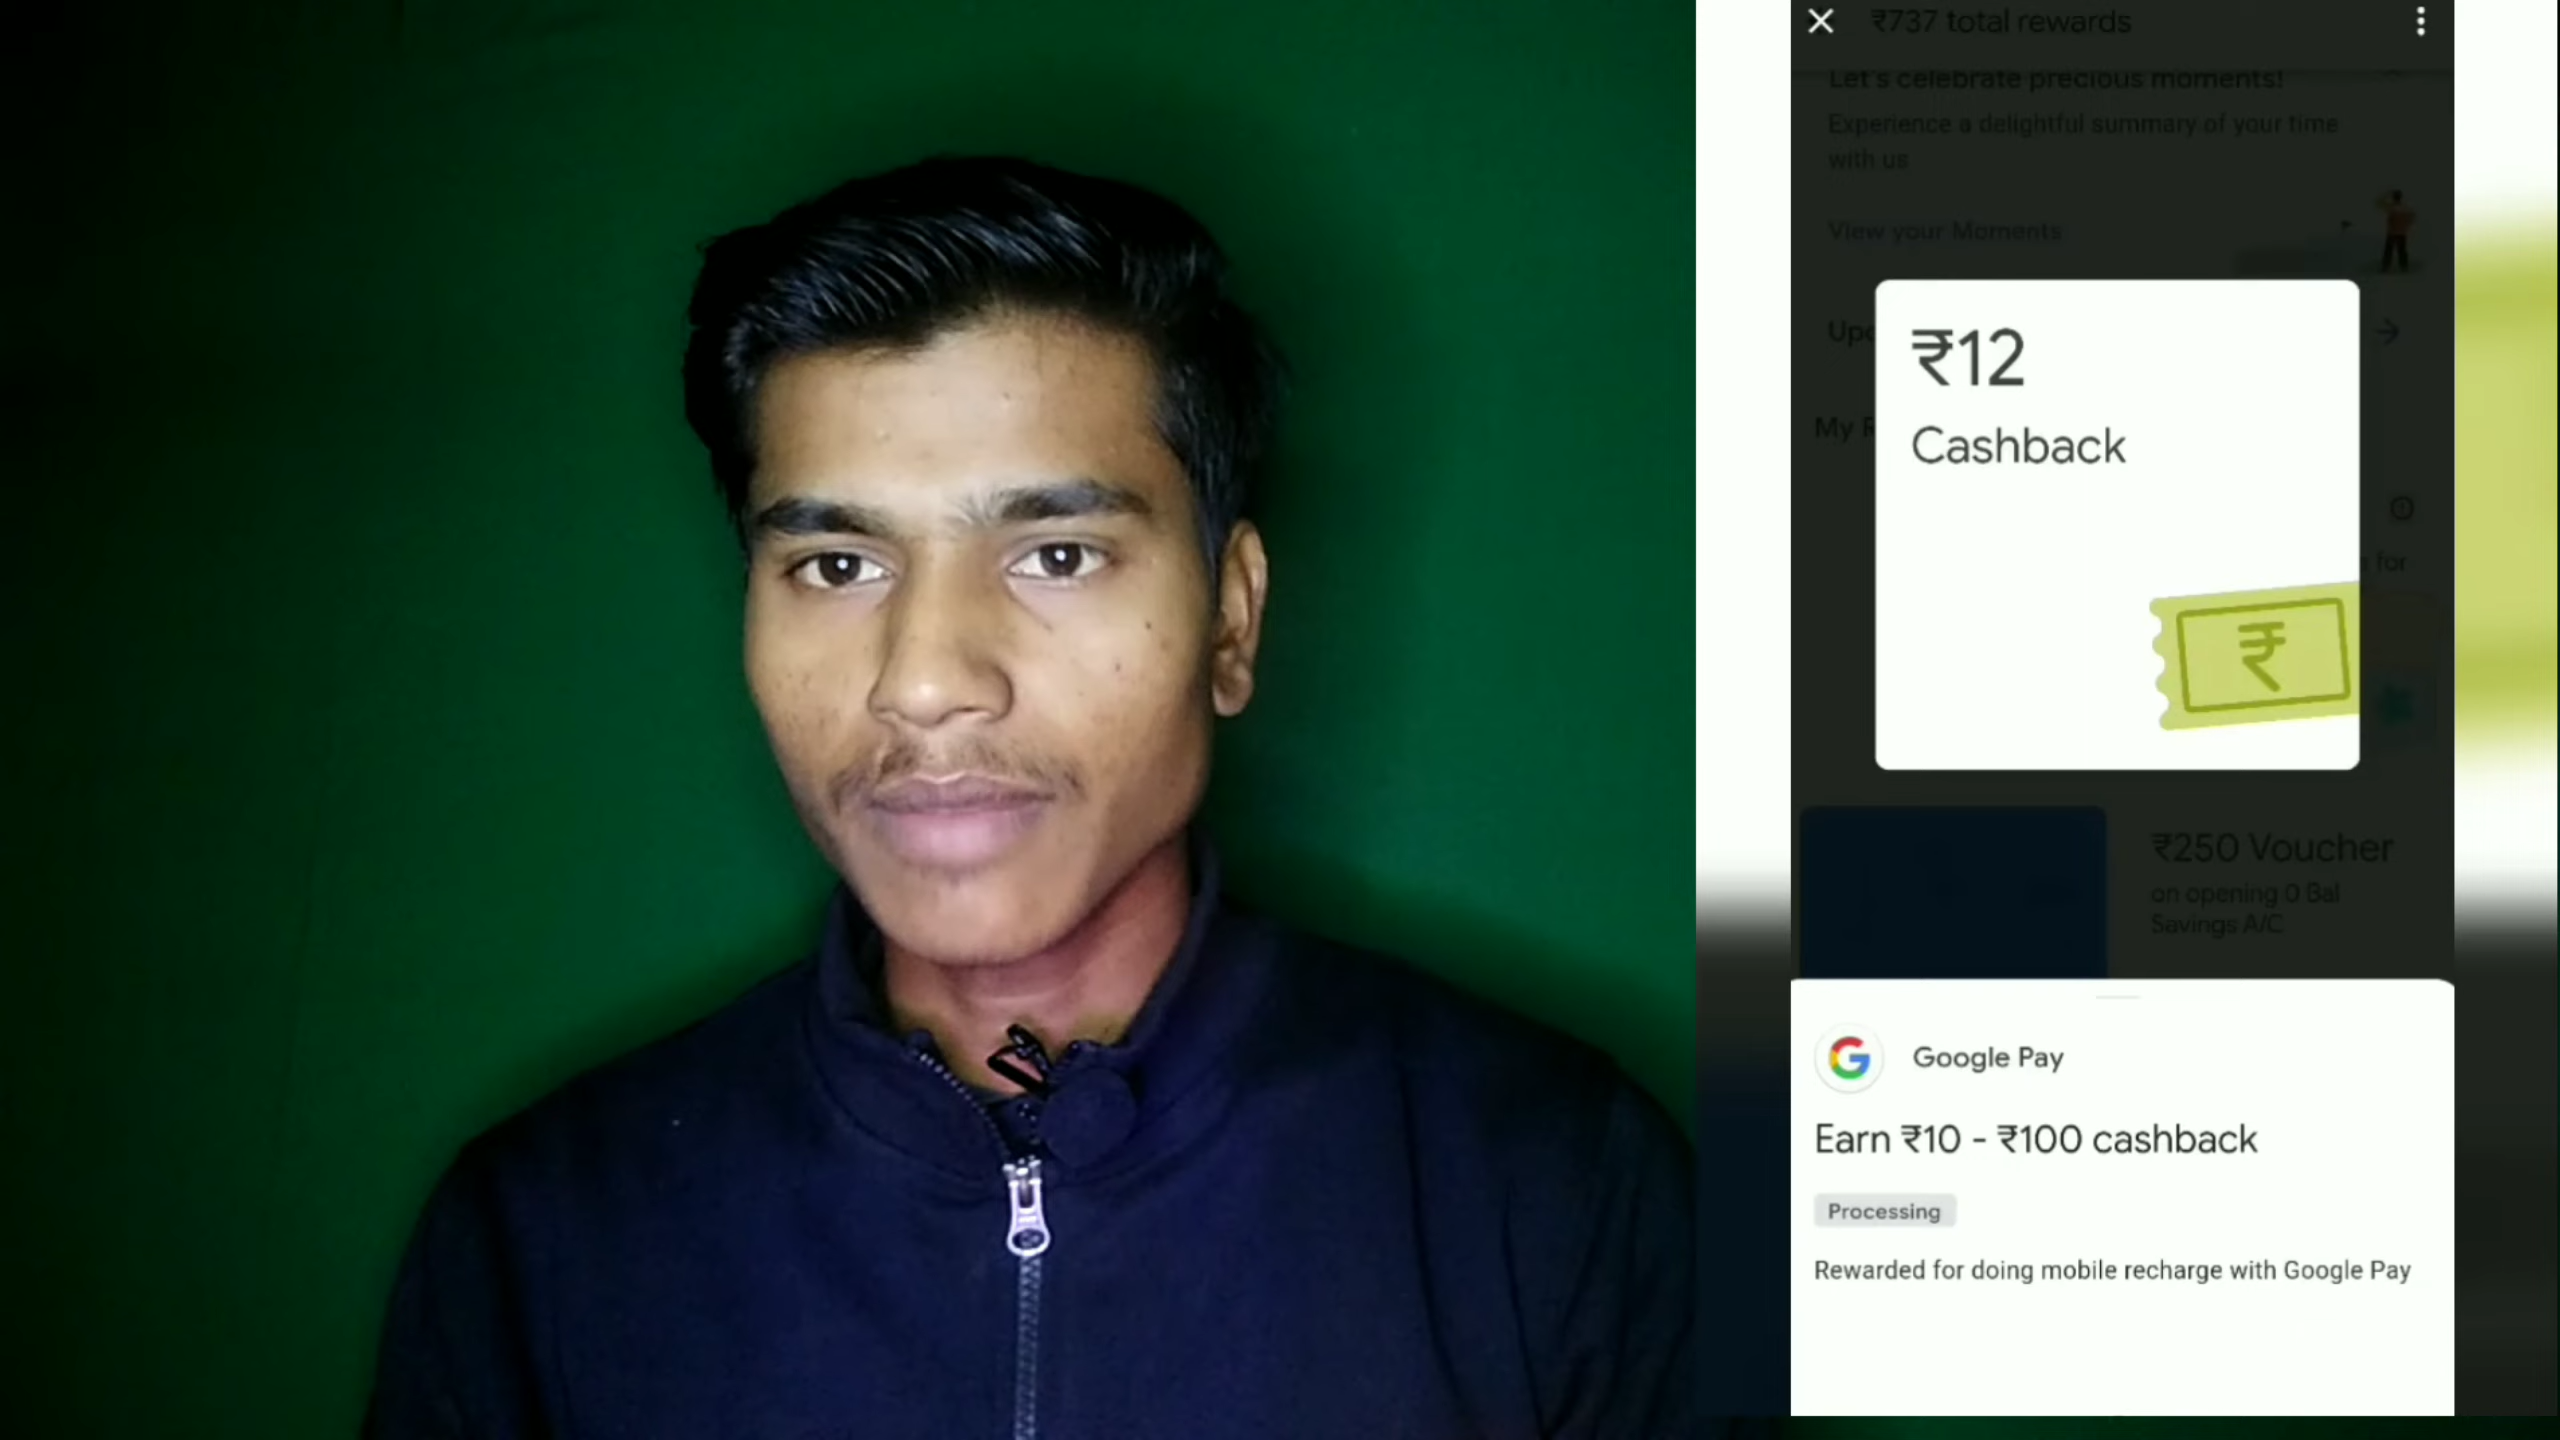 ₹737 total rewards
Let's celebrate precious moments!
Experience a delightful summary of your time
with us
View your Moments
₹12
Cashback
for
₹250 Voucher
on opening 0 Bal
Savings A/C
Google Pay
Earn ₹10 - ₹100 cashback
Processing
Rewarded for doing mobile recharge with Google Pay